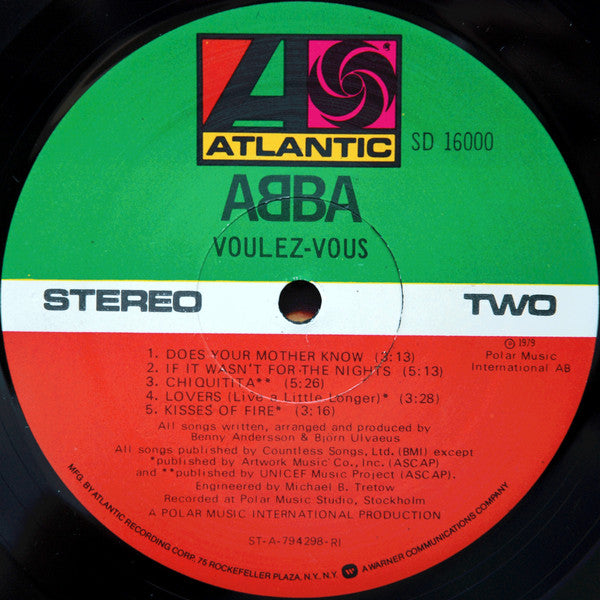 ATLANTIC
SD 16000
ABBA
VOULEZ-VOUS
STEREO
TWO
℗ 1979
Polar Music
International AB
1. DOES YOUR MOTHER KNOW (3:13)
2. IF IT WASN'T FOR THE NIGHTS (5:13)
3. CHIQUITITA** (5:26)
4. LOVERS (Live a Little Longer)* (3:28)
5. KISSES OF FIRE* (3:16)
All songs written, arranged and produced by
Benny Andersson & Björn Ulvaeus
All songs published by Countless Songs, Ltd. (BMI) except
*published by Artwork Music Co., Inc. (ASCAP)
and **published by UNICEF Music Project (ASCAP).
Engineered by Michael B. Tretow
Recorded at Polar Music Studio, Stockholm
A POLAR MUSIC INTERNATIONAL PRODUCTION
ST-A-794298-RI
MFG. BY ATLANTIC RECORDING CORP., 75 ROCKEFELLER PLAZA, N.Y., N.Y. A WARNER COMMUNICATIONS COMPANY